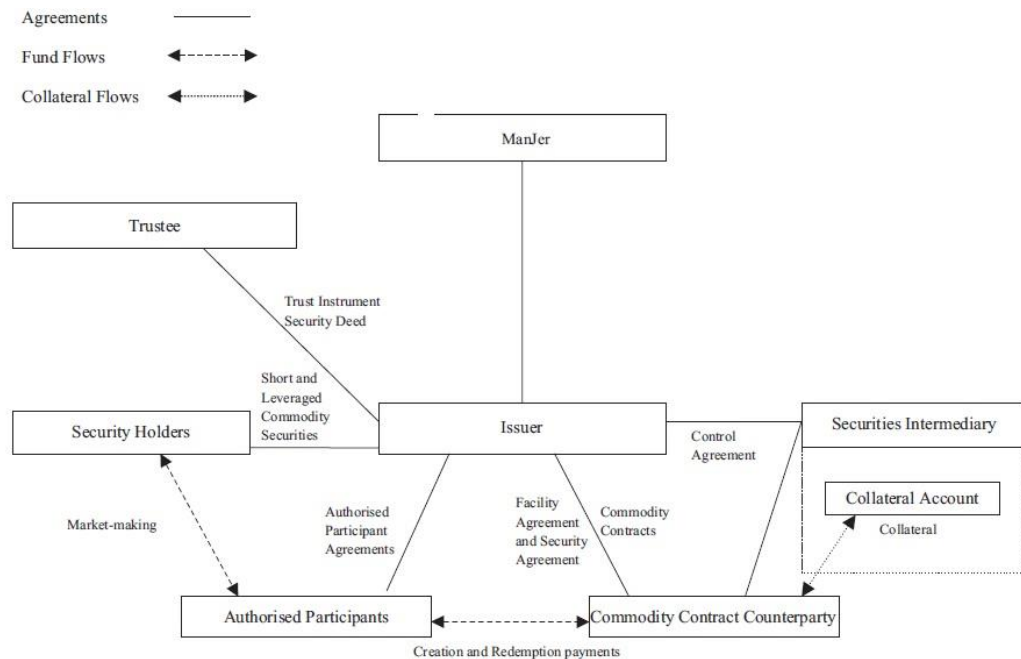 Agreements
Fund Flows
Collateral Flows
ManJer
Trustee
Trust Instrument
Security Deed
Short and
Leveraged
Commodity
Securities
Security Holders
Issuer
Control
Agreement
Securities Intermediary
Collateral Account
Collateral
Market-making
Authorised
Participant
Agreements
Facility
Agreement
and Security
Agreement
Commodity
Contracts
Authorised Participants
Commodity Contract Counterparty
Creation and Redemption payments